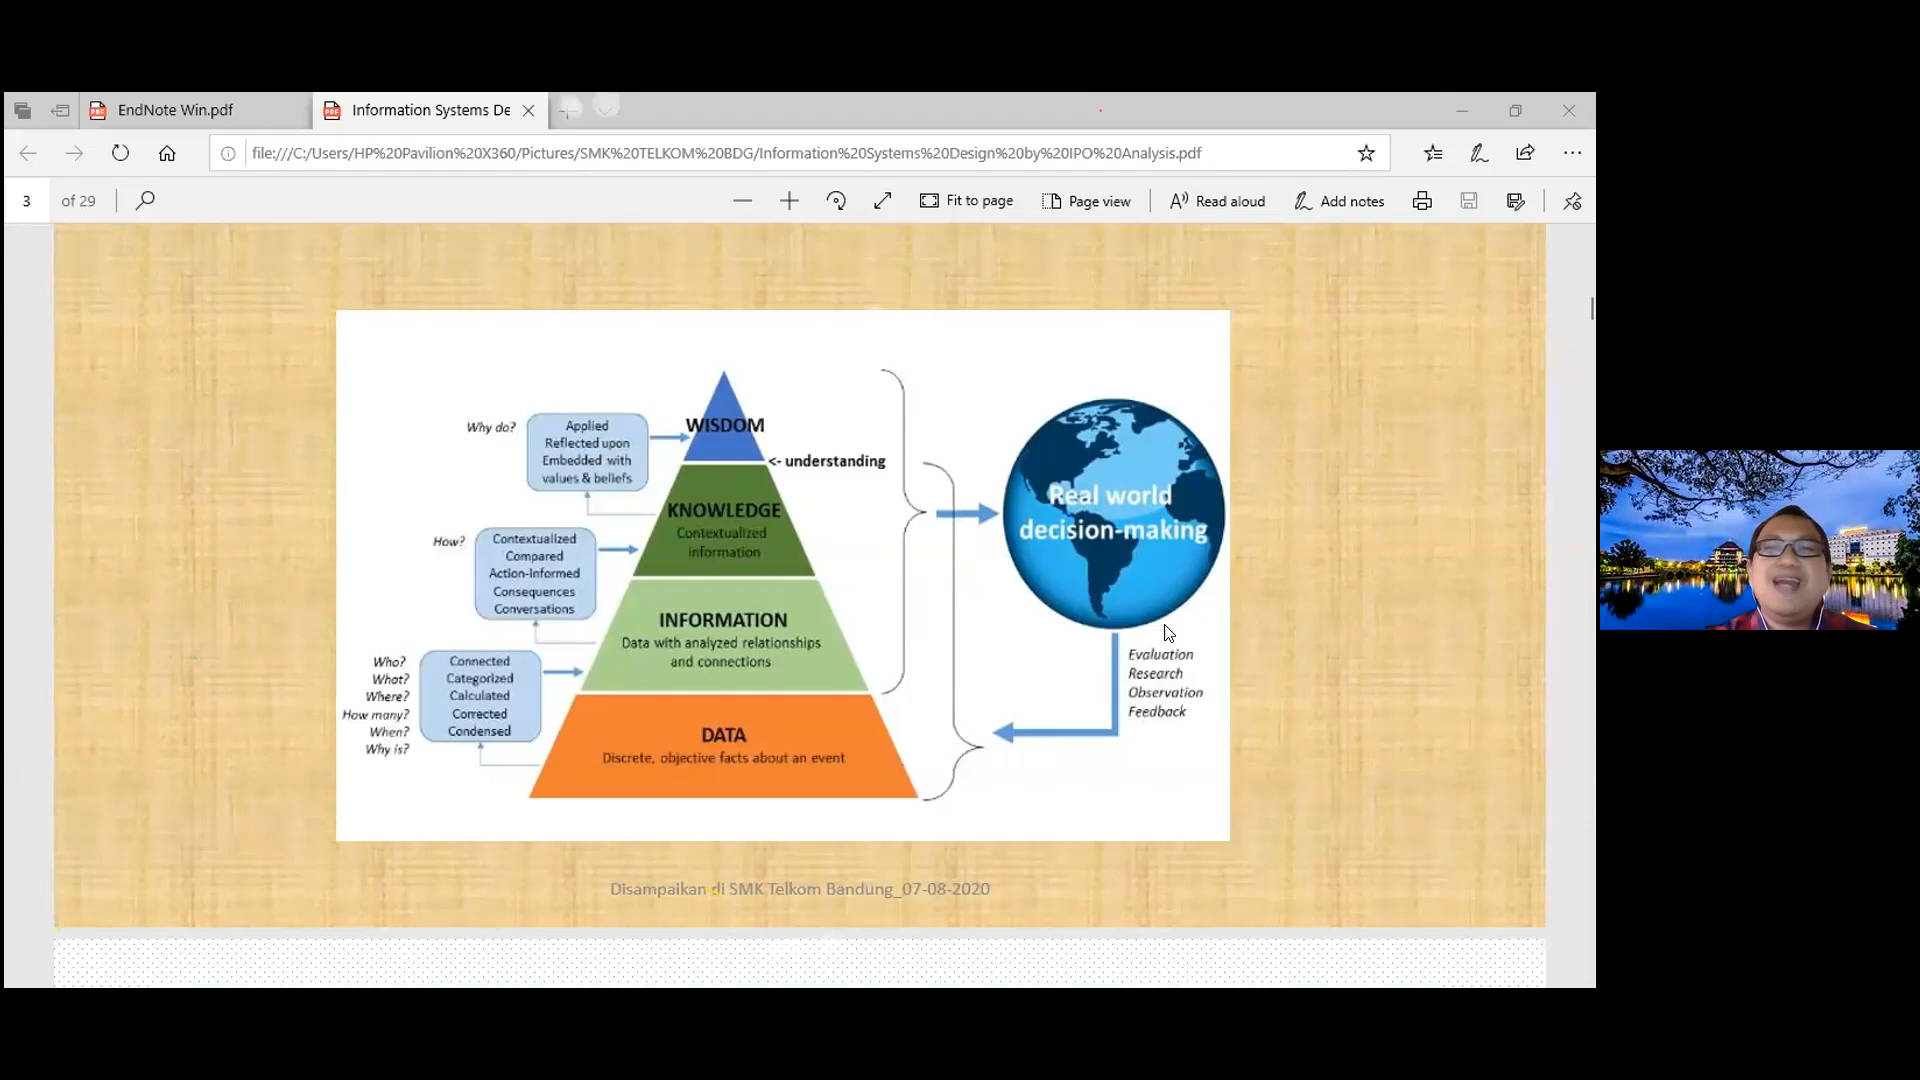 EndNote Win.pdf
Information Systems De
file:///C:/Users/HP%20Pavilion%20X360/Pictures/SMK%20TELKOM%20BDG/Information%20Systems%20Design%20by%20IPO%20Analysis.pdf
3 of 29
Fit to page
Page view
Read aloud
Add notes
WISDOM
Why do?
Applied
Reflected upon
Embedded with
values & beliefs
<- understanding
KNOWLEDGE
Contextualized
information
How?
Contextualized
Compared
Action-Informed
Consequences
Conversations
INFORMATION
Data with analyzed relationships
and connections
Who?
What?
Where?
How many?
When?
Why is?
Connected
Categorized
Calculated
Corrected
Condensed
DATA
Discrete, objective facts about an event
Real world
decision-making
Evaluation
Research
Observation
Feedback
Disampaikan di SMK Telkom Bandung_07-08-2020